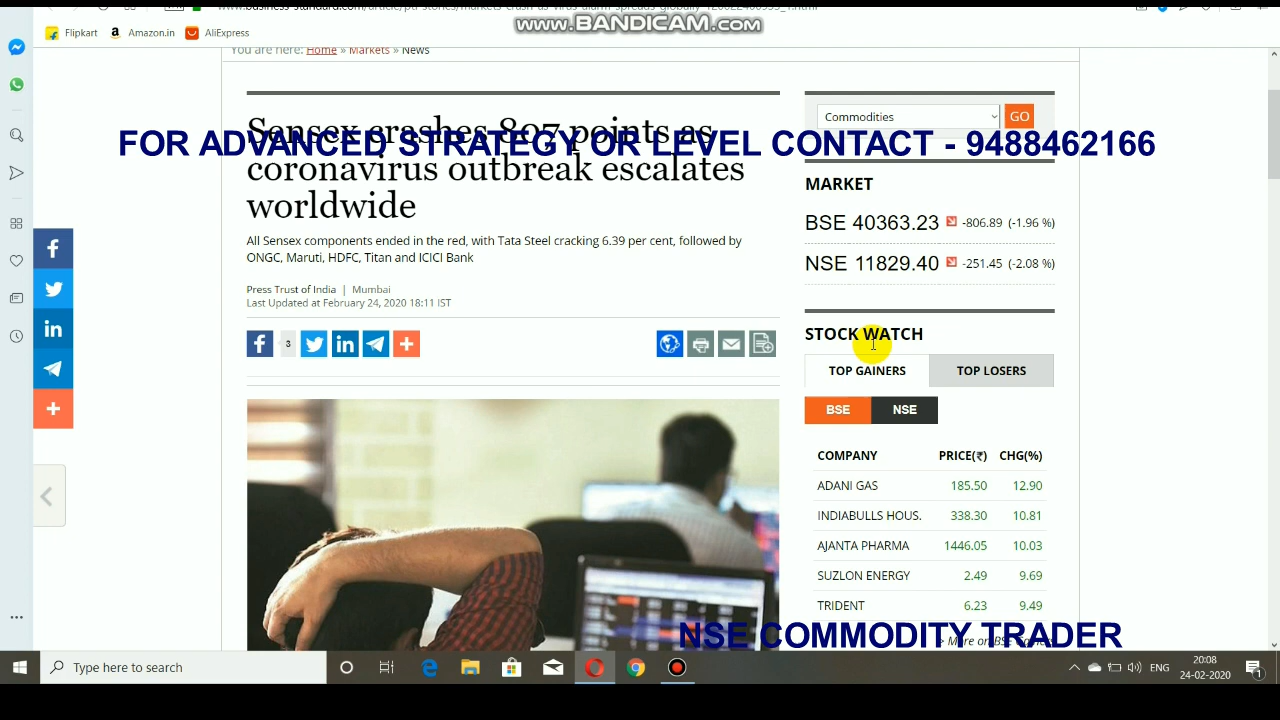 www.BANDICAM.com
Flipkart
Amazon.in
AliExpress
You are here: Home » Markets » News
Sensex crashes 807 points as
coronavirus outbreak escalates
worldwide
FOR ADVANCED STRATEGY OR LEVEL CONTACT - 9488462166
All Sensex components ended in the red, with Tata Steel cracking 6.39 per cent, followed by
ONGC, Maruti, HDFC, Titan and ICICI Bank
Press Trust of India | Mumbai
Last Updated at February 24, 2020 18:11 IST
3
Commodities
GO
MARKET
BSE 40363.23 -806.89 (-1.96 %)
NSE 11829.40 -251.45 (-2.08 %)
STOCK WATCH
TOP GAINERS TOP LOSERS
BSE NSE
COMPANY PRICE(₹) CHG(%)
ADANI GAS 185.50 12.90
INDIABULLS HOUS. 338.30 10.81
AJANTA PHARMA 1446.05 10.03
SUZLON ENERGY 2.49 9.69
TRIDENT 6.23 9.49
» More on BSE
NSE COMMODITY TRADER
Type here to search
ENG
20:08
24-02-2020
1